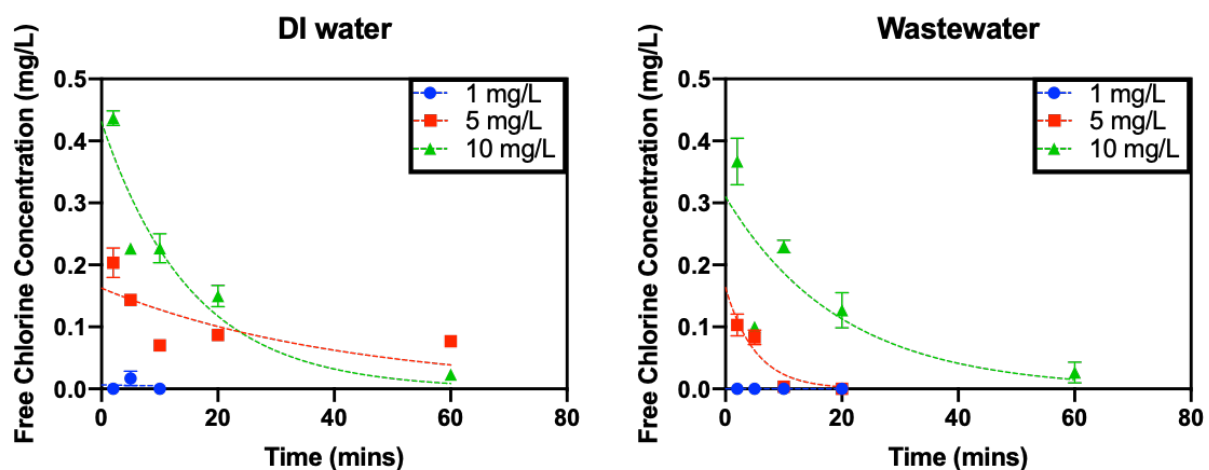 DI water
Free Chlorine Concentration (mg/L)
0.5
0.4
0.3
0.2
0.1
0.0
0 20 40 60 80
Time (mins)
1 mg/L
5 mg/L
10 mg/L
Wastewater
Free Chlorine Concentration (mg/L)
0.5
0.4
0.3
0.2
0.1
0.0
0 20 40 60 80
Time (mins)
1 mg/L
5 mg/L
10 mg/L